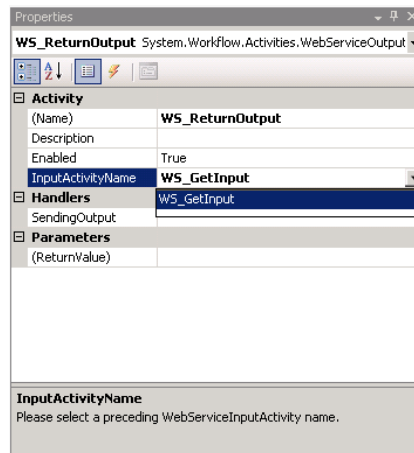 Properties
WS_ReturnOutput System.Workflow.Activities.WebServiceOutput
Activity
(Name) WS_ReturnOutput
Description
Enabled True
InputActivityName WS_GetInput
Handlers WS_GetInput
SendingOutput
Parameters
(ReturnValue)
InputActivityName
Please select a preceding WebServiceInputActivity name.